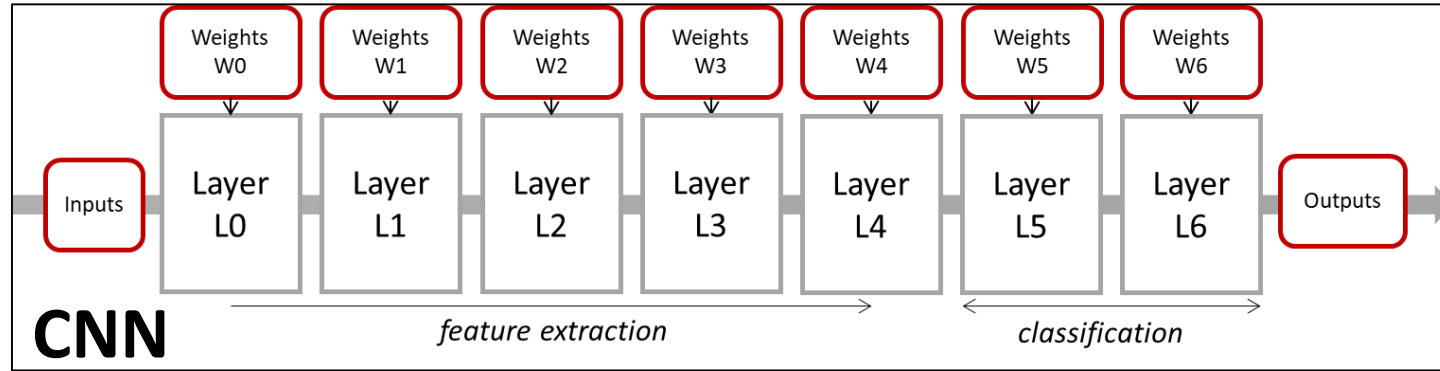 Weights
W0
Weights
W1
Weights
W2
Weights
W3
Weights
W4
Weights
W5
Weights
W6
Inputs
Layer
L0
Layer
L1
Layer
L2
Layer
L3
Layer
L4
Layer
L5
Layer
L6
Outputs
feature extraction
classification
CNN